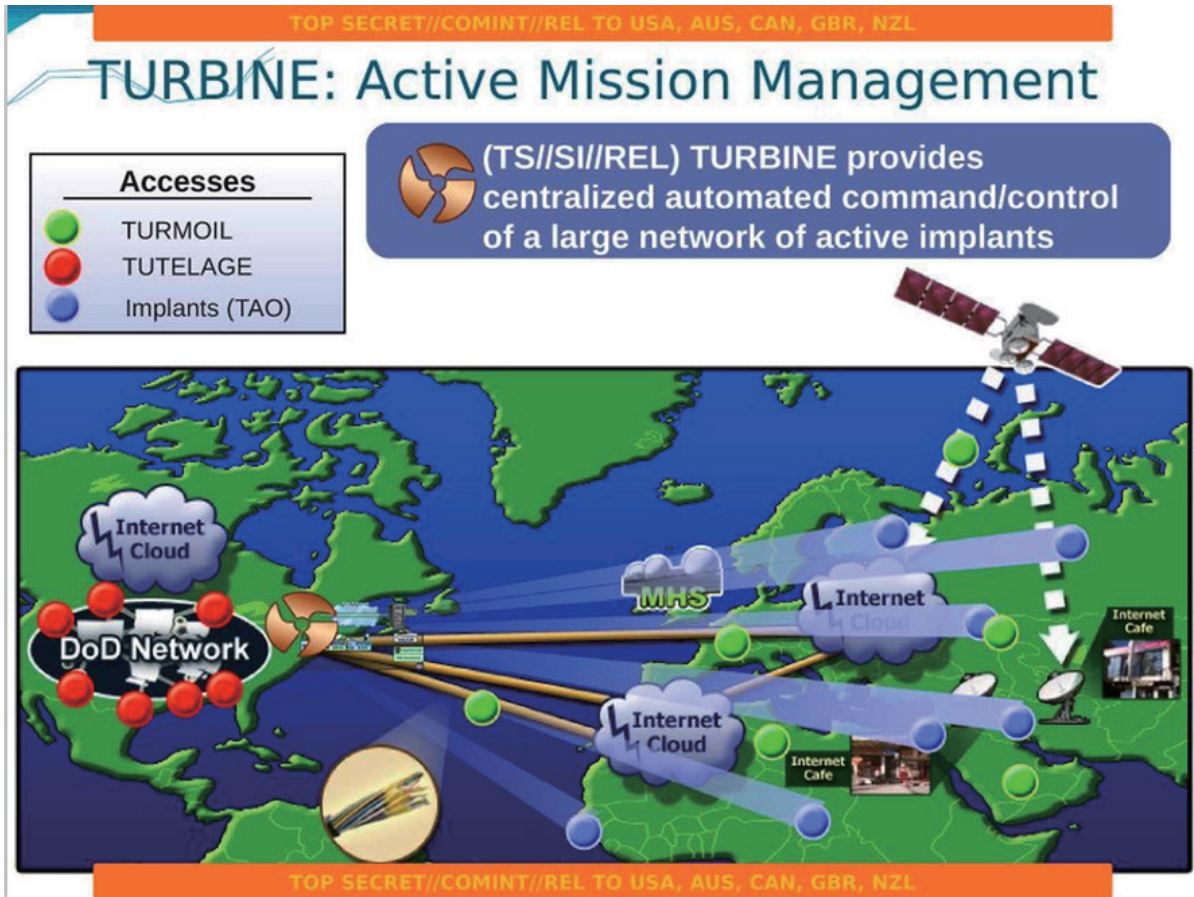 TOP SECRET//COMINT//REL TO USA, AUS, CAN, GBR, NZL
TURBINE: Active Mission Management
Accesses
TURMOIL
TUTELAGE
Implants (TAO)
(TS//SI//REL) TURBINE provides
centralized automated command/control
of a large network of active implants
Internet
Cloud
DoD Network
MHS
Internet
Cloud
Internet
Cafe
Internet
Cloud
Internet
Cafe
TOP SECRET//COMINT//REL TO USA, AUS, CAN, GBR, NZL